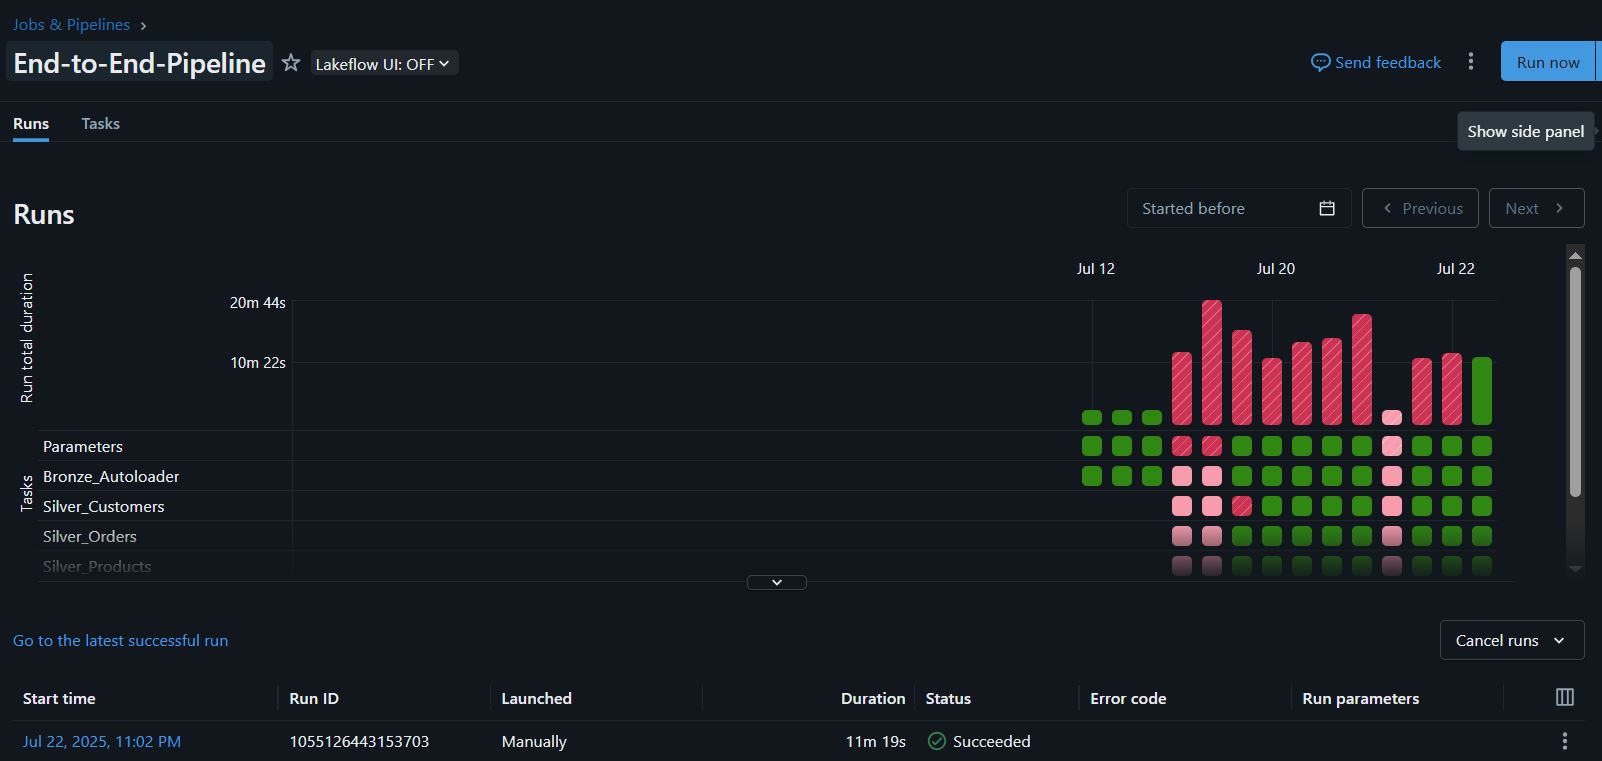 Jobs & Pipelines ›
End-to-End-Pipeline Lakeflow UI: OFF
Send feedback Run now
Runs Tasks
Show side panel
Runs
Started before Previous Next
Jul 12 Jul 20 Jul 22
Run total duration
20m 44s
10m 22s
Tasks
Parameters
Bronze_Autoloader
Silver_Customers
Silver_Orders
Silver_Products
Go to the latest successful run Cancel runs
Start time Run ID Launched Duration Status Error code Run parameters
Jul 22, 2025, 11:02 PM 1055126443153703 Manually 11m 19s Succeeded